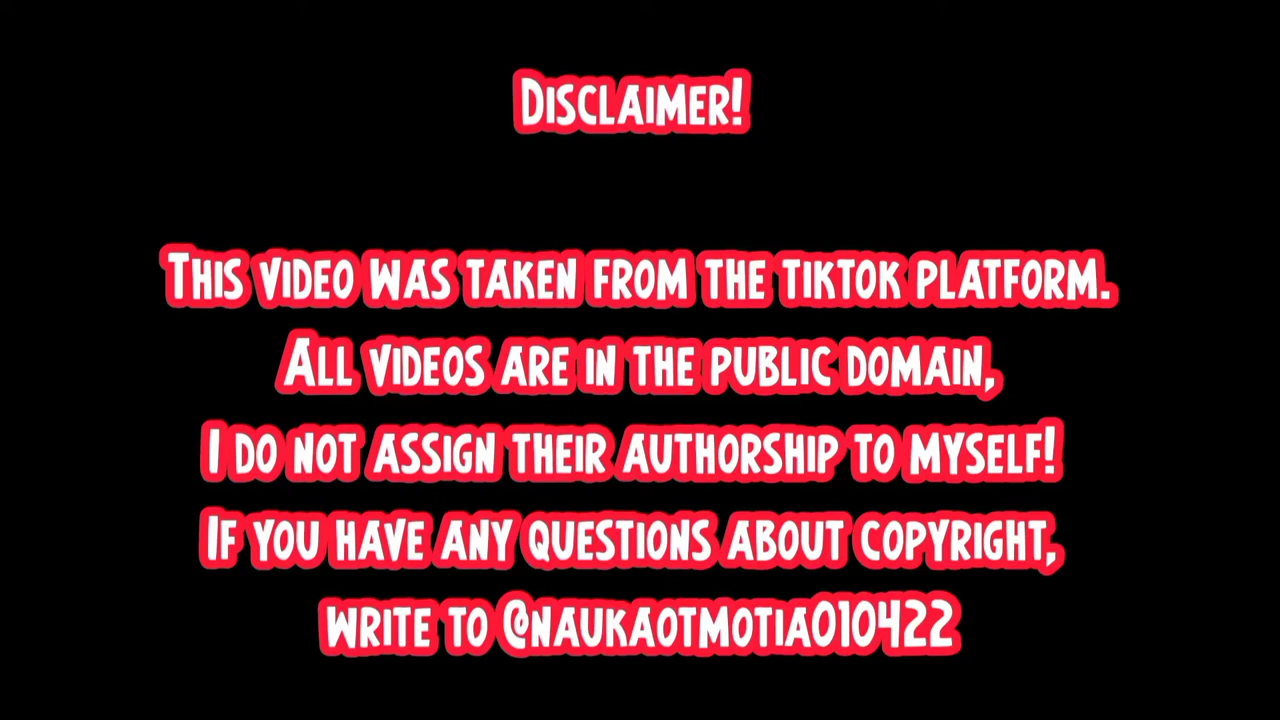 Disclaimer!
This video was taken from the tiktok platform.
All videos are in the public domain,
I do not assign their authorship to myself!
If you have any questions about copyright,
write to @naukaotmotia010422